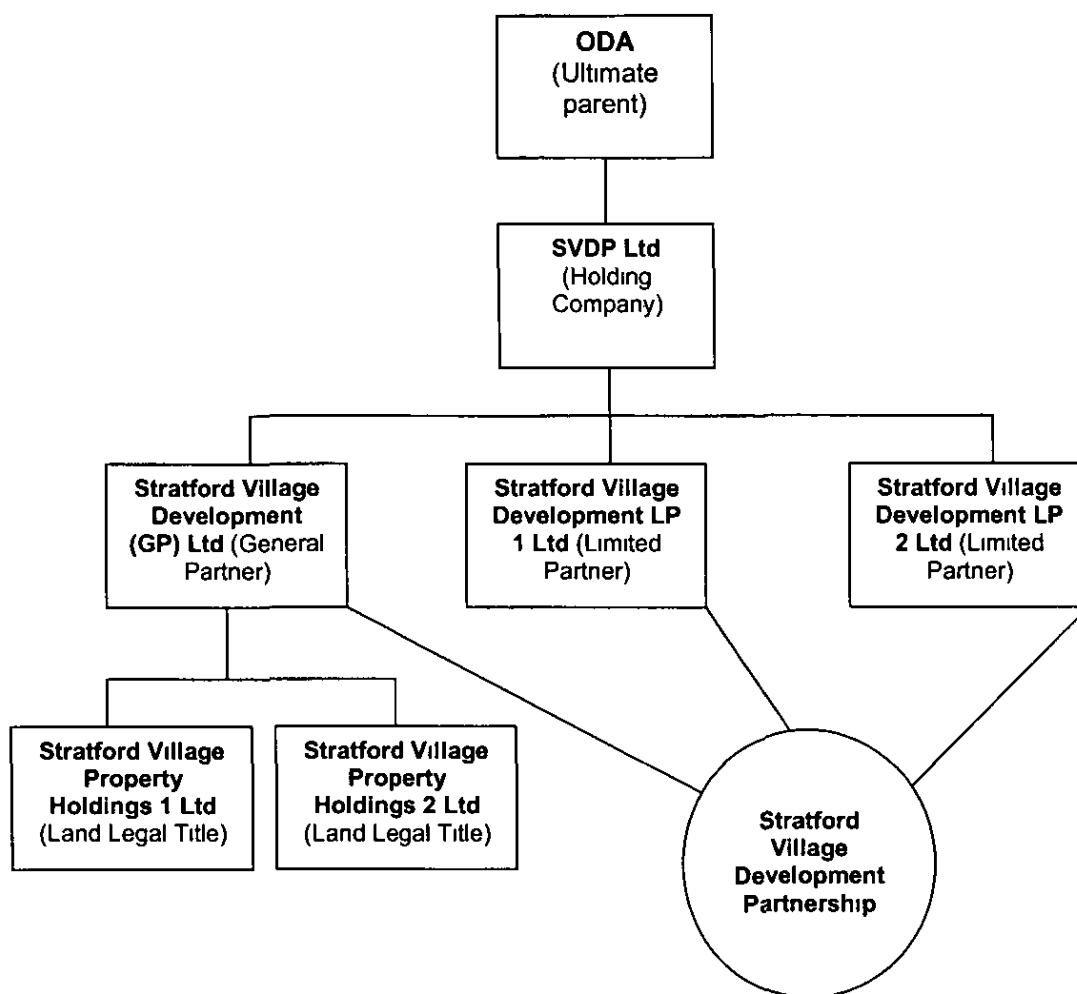 ODA
(Ultimate
parent)
SVDP Ltd
(Holding
Company)
Stratford Village
Development
(GP) Ltd (General
Partner)
Stratford Village
Development LP
1 Ltd (Limited
Partner)
Stratford Village
Development LP
2 Ltd (Limited
Partner)
Stratford Village
Property
Holdings 1 Ltd
(Land Legal Title)
Stratford Village
Property
Holdings 2 Ltd
(Land Legal Title)
Stratford
Village
Development
Partnership